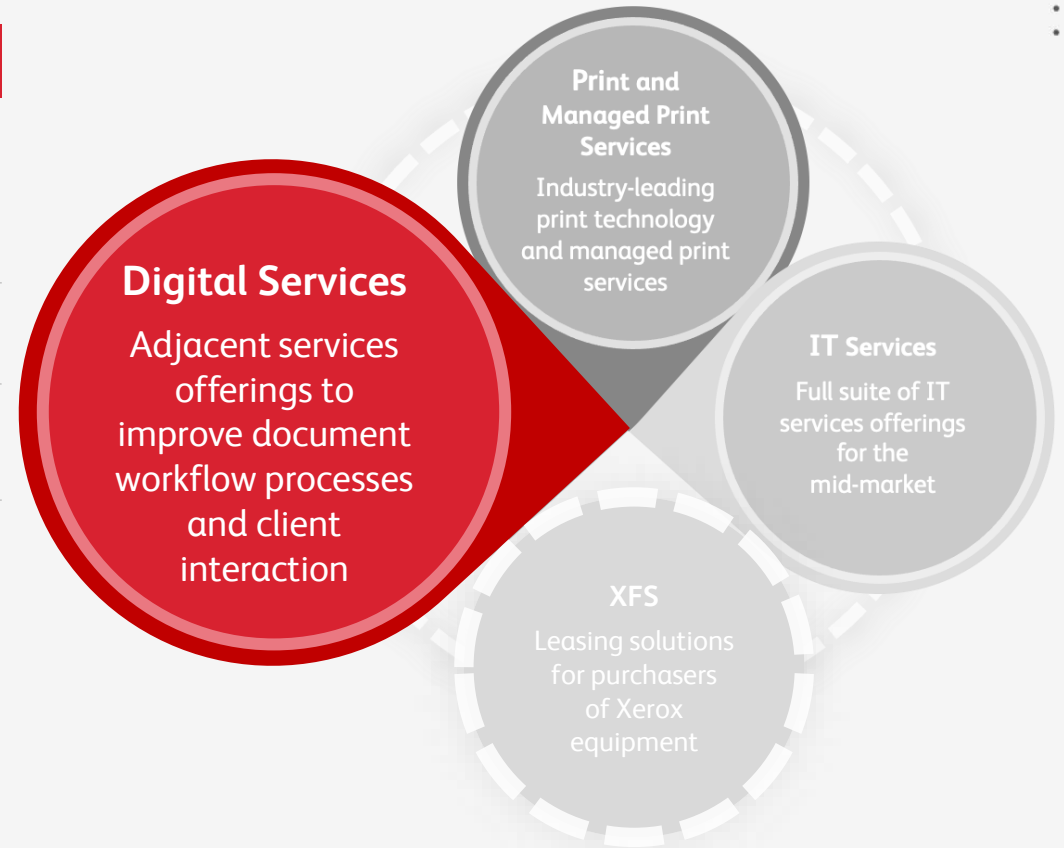 Print and
Managed Print
Services
Industry-leading
print technology
and managed print
services
Digital Services
Adjacent services
offerings to
improve document
workflow processes
and client
interaction
IT Services
Full suite of IT
services offerings
for the
mid-market
XFS
Leasing solutions
for purchasers
of Xerox
equipment